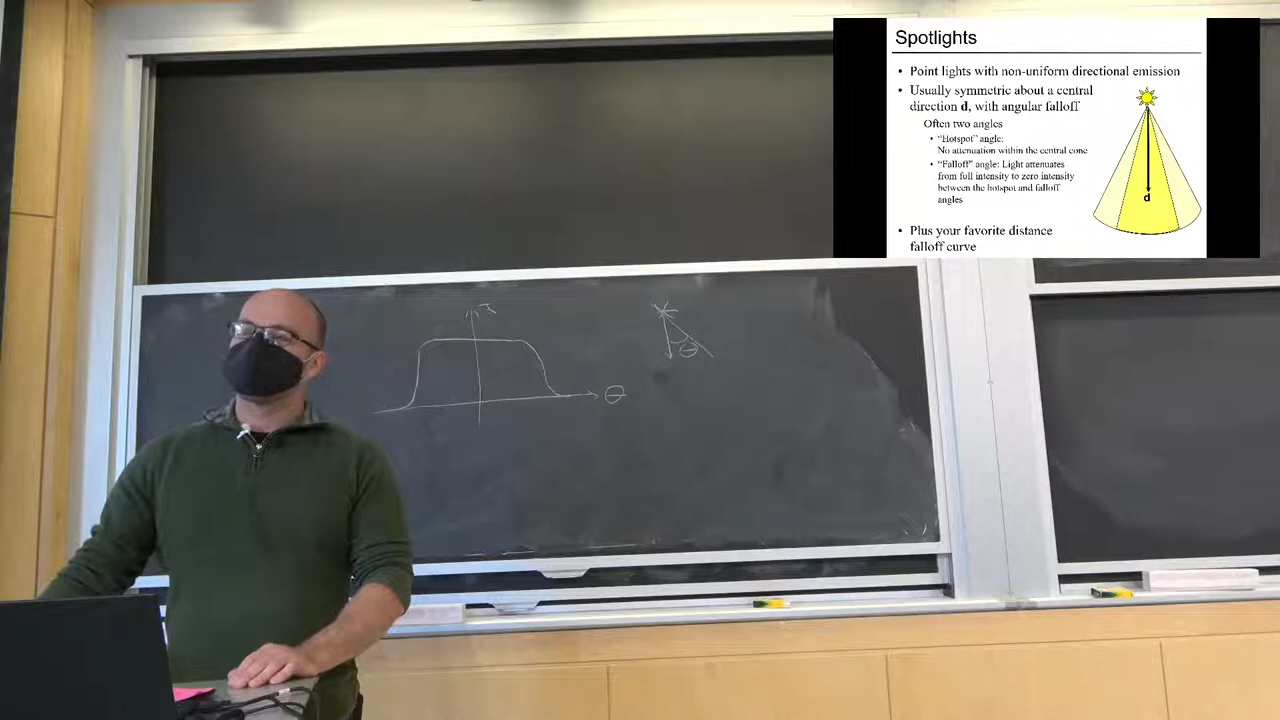 Spotlights
• Point lights with non-uniform directional emission
• Usually symmetric about a central
direction d, with angular falloff
Often two angles
• "Hotspot" angle:
No attenuation within the central cone
• "Falloff" angle: Light attenuates
from full intensity to zero intensity
between the hotspot and falloff
angles
d
• Plus your favorite distance
falloff curve
θ
θ